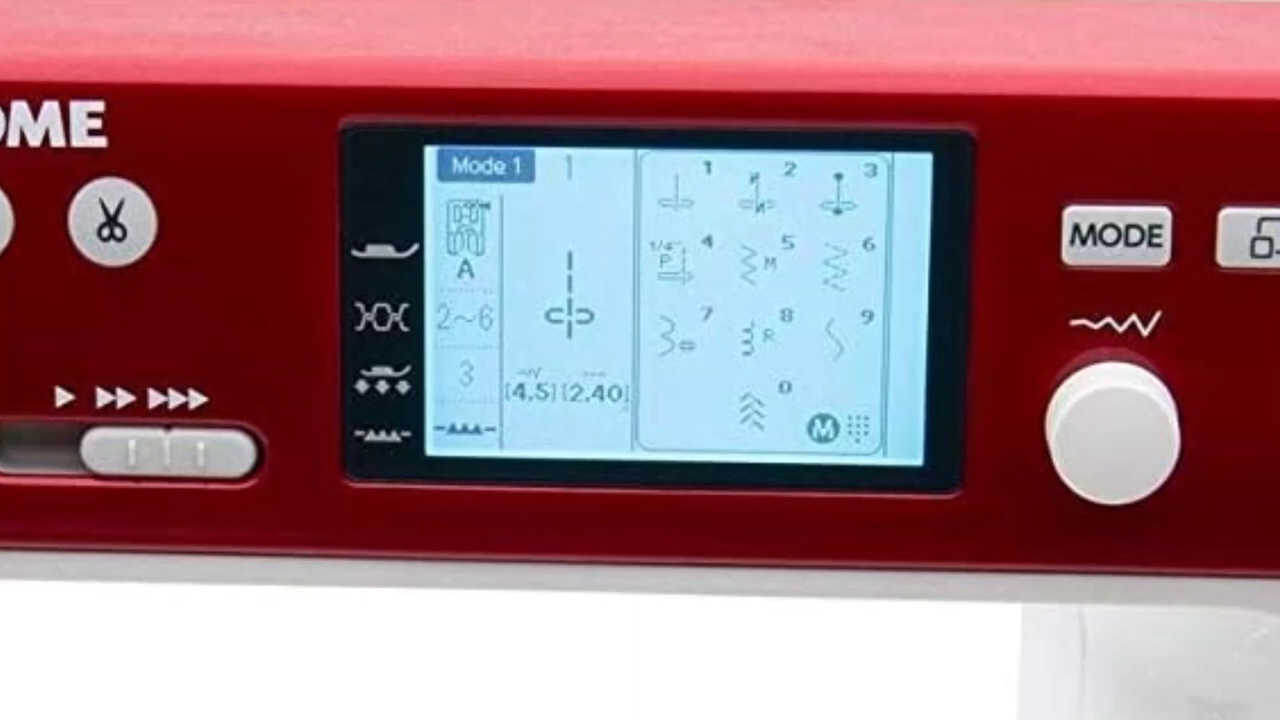 OME
Mode 1 1
1 2 3
1/4" 4 5 6
P M
A
2~6 7 8 9
R
3 0
[4.5] [2.40]
M
MODE